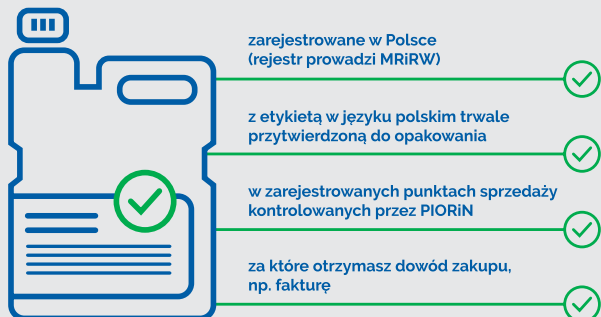 zarejestrowane w Polsce
(rejestr prowadzi MRiRW)
z etykietą w języku polskim trwale
przytwierdzoną do opakowania
w zarejestrowanych punktach sprzedaży
kontrolowanych przez PIORiN
za które otrzymasz dowód zakupu,
np. fakturę